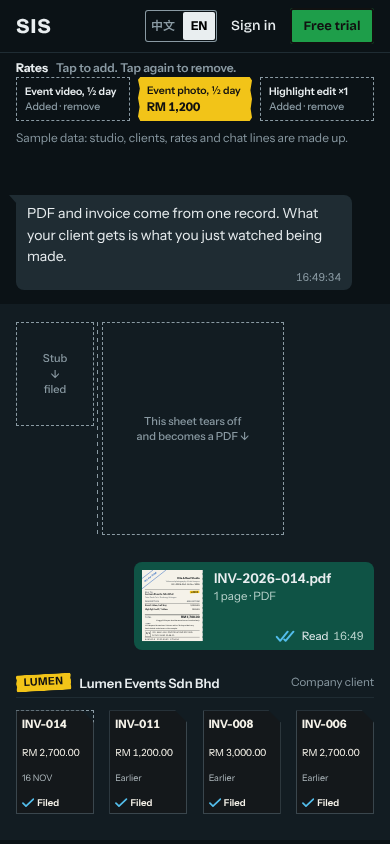 SIS
中文 EN Sign in Free trial
Rates Tap to add. Tap again to remove.
Event video, ½ day
Added · remove
Event photo, ½ day
RM 1,200
Highlight edit ×1
Added · remove
Sample data: studio, clients, rates and chat lines are made up.
PDF and invoice come from one record. What
your client gets is what you just watched being
made.
16:49:34
Stub
↓
filed
This sheet tears off
and becomes a PDF ↓
INV-2026-014.pdf
1 page · PDF
Read 16:49
LUMEN Lumen Events Sdn Bhd Company client
INV-014 INV-011 INV-008 INV-006
RM 2,700.00 RM 1,200.00 RM 3,000.00 RM 2,700.00
16 NOV Earlier Earlier Earlier
Filed Filed Filed Filed